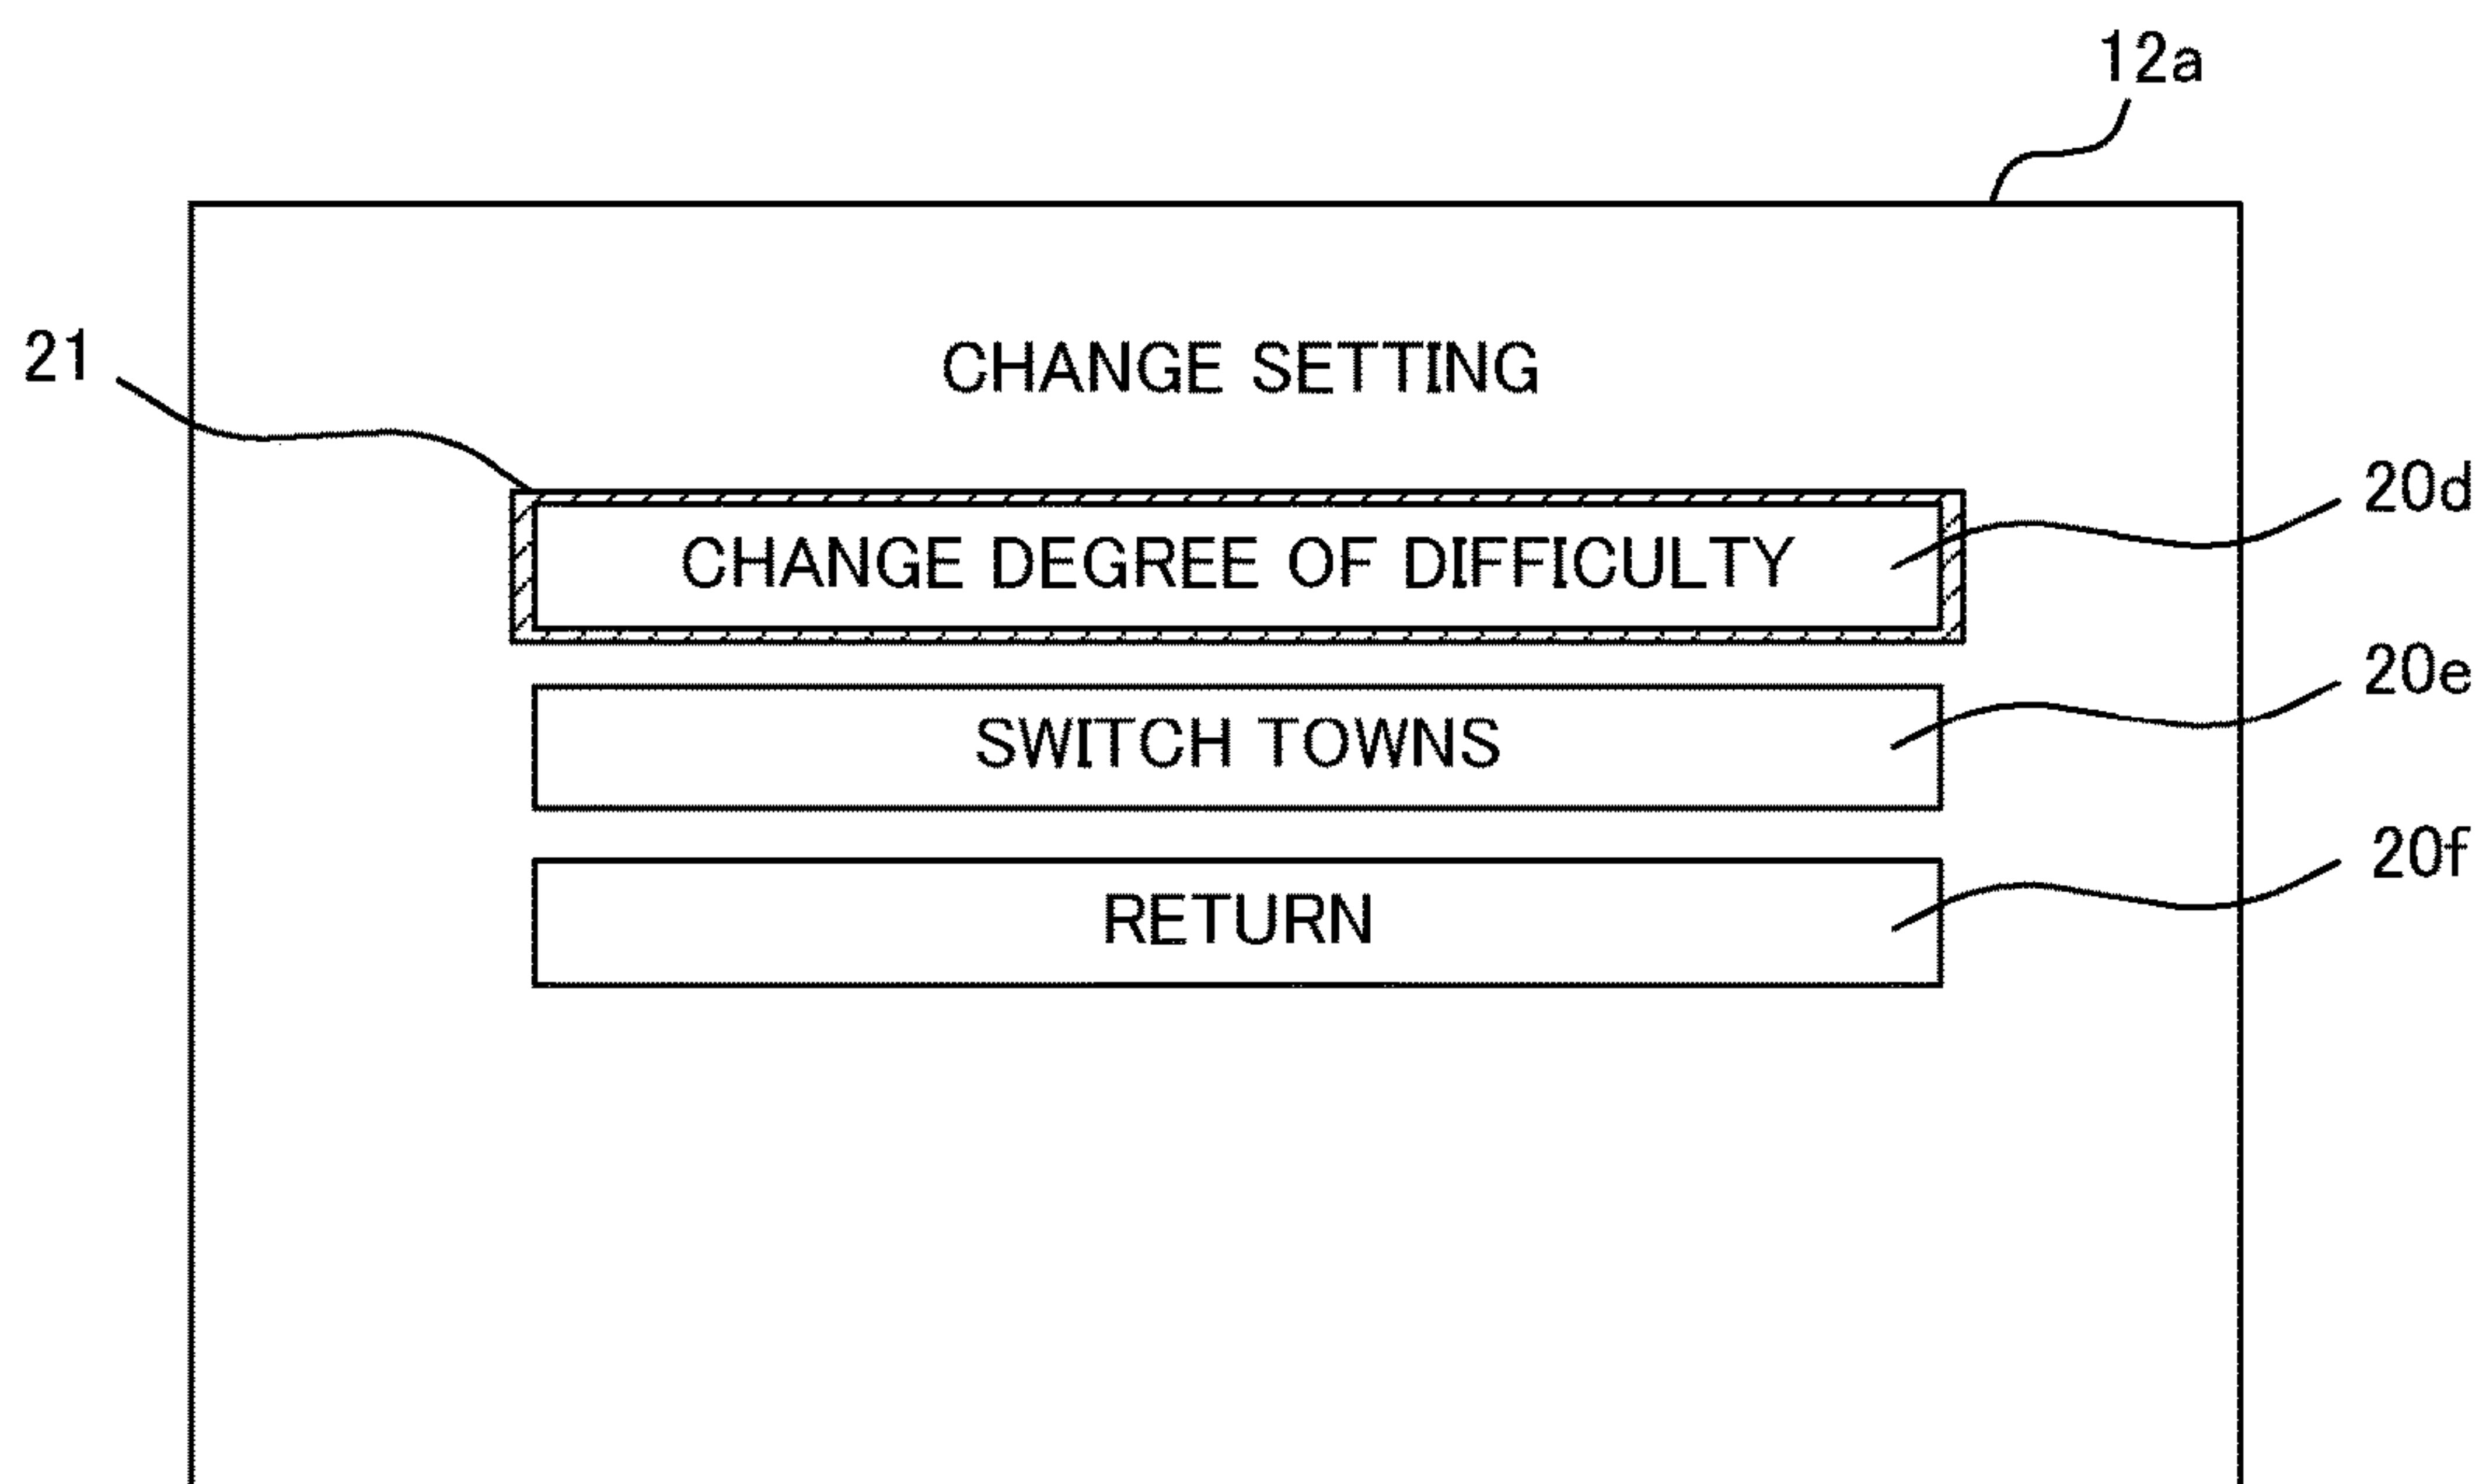 12a
CHANGE SETTING
21
CHANGE DEGREE OF DIFFICULTY
20d
SWITCH TOWNS
20e
RETURN
20f